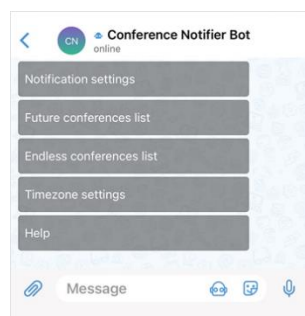 CN
Conference Notifier Bot
online
Notification settings
Future conferences list
Endless conferences list
Timezone settings
Help
Message